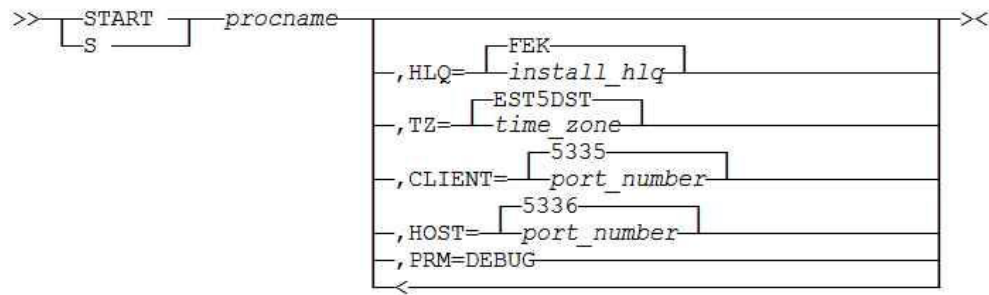 >> START procname ><
S
FEK
,HLQ= install_hlq
EST5DST
,TZ= time_zone
5335
,CLIENT= port_number
5336
,HOST= port_number
,PRM=DEBUG
<